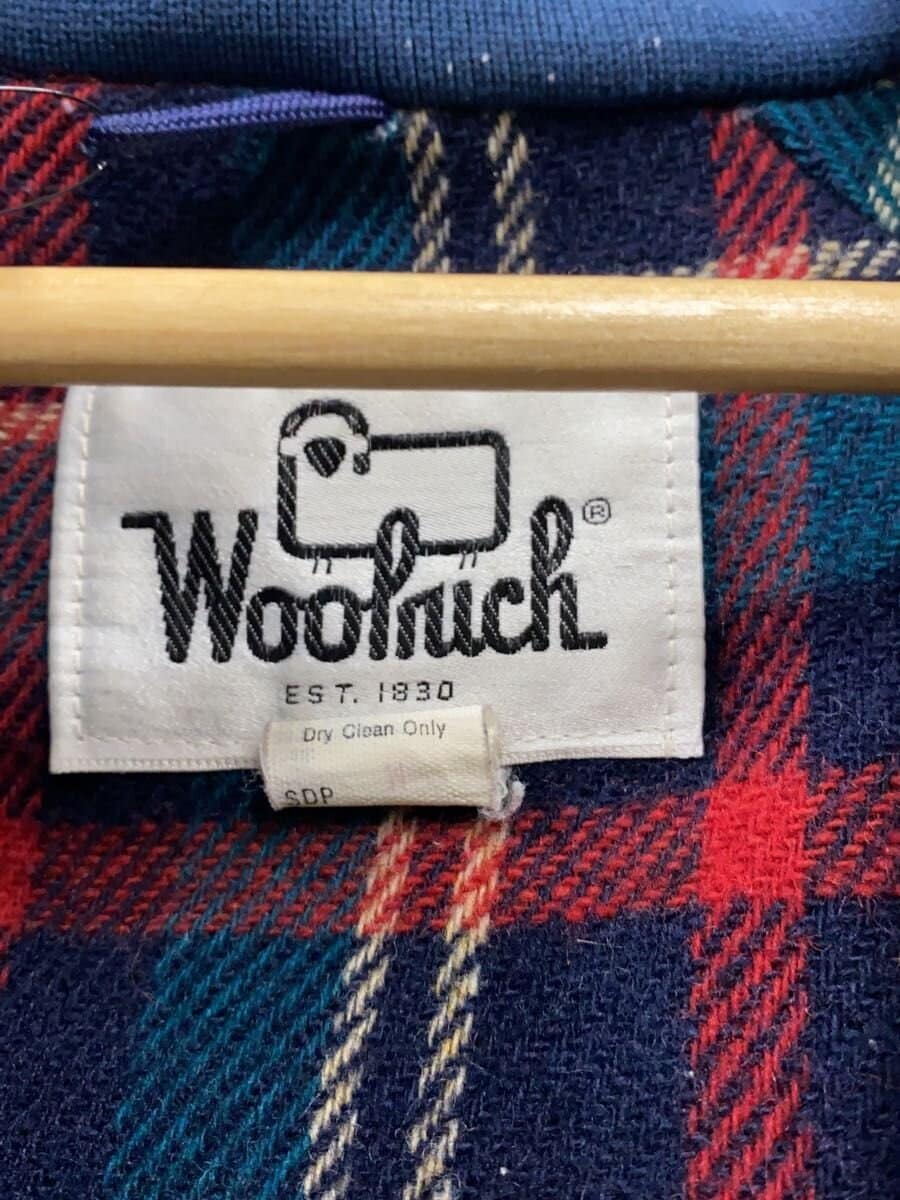 Woolrich®
EST. 1830
Dry Clean Only
SDP